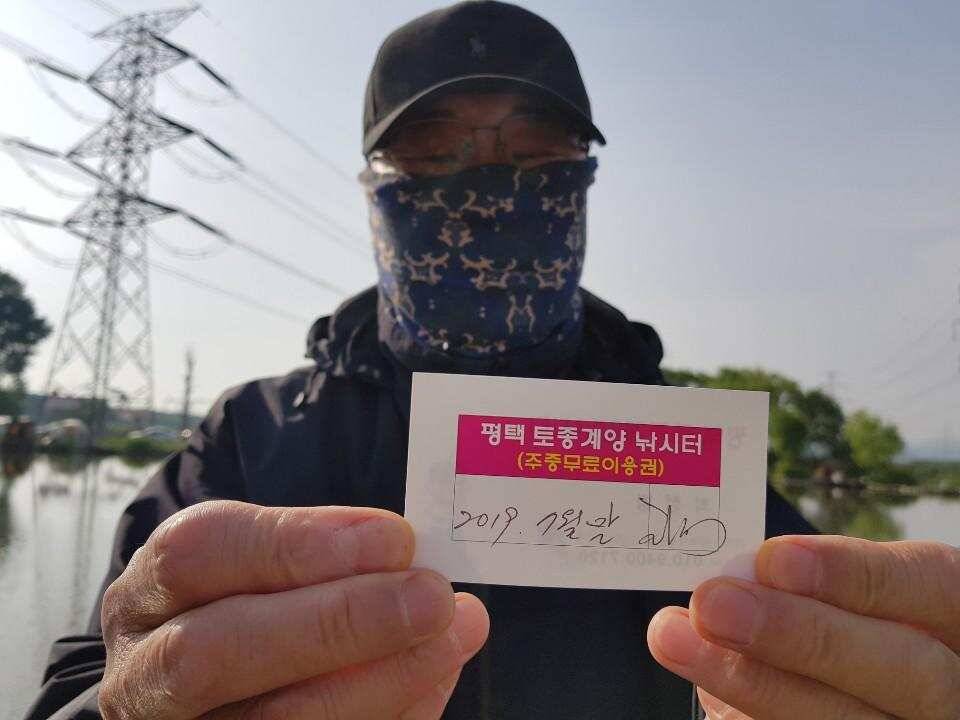 평택 토종계양 낚시터
(주중무료이용권)
2019. 7월 말